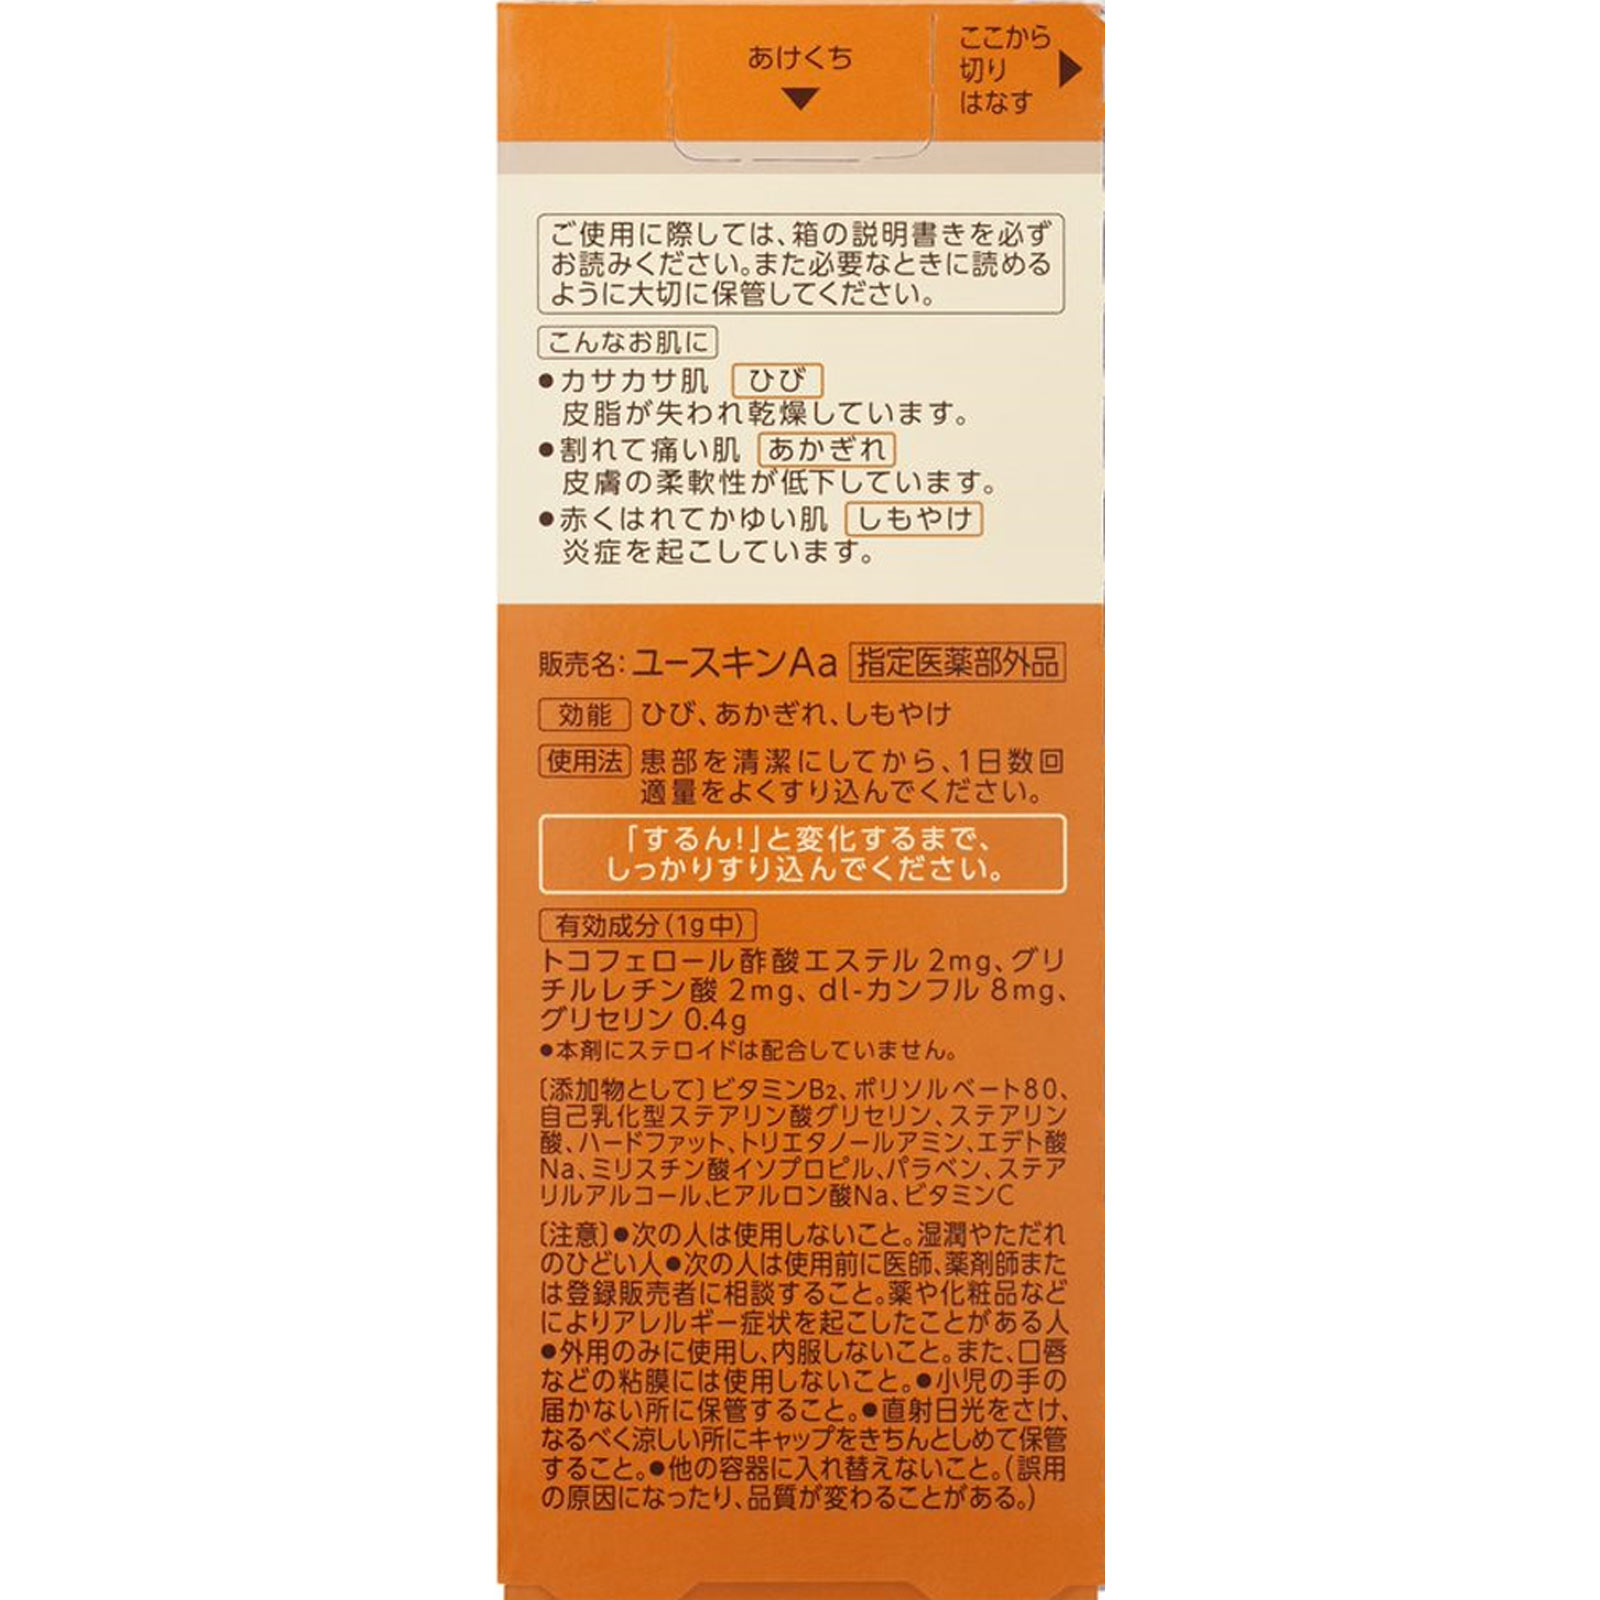 あけくち
ここから
切り
はなす
ご使用に際しては、箱の説明書きを必ず
お読みください。また必要なときに読める
ように大切に保管してください。
こんなお肌に
●カサカサ肌 ひび
皮脂が失われ乾燥しています。
●割れて痛い肌 あかぎれ
皮膚の柔軟性が低下しています。
●赤くはれてかゆい肌 しもやけ
炎症を起こしています。
販売名：ユースキンAa 指定医薬部外品
効能 ひび、あかぎれ、しもやけ
使用法 患部を清潔にしてから、1日数回
適量をよくすり込んでください。
「するん!」と変化するまで、
しっかりすり込んでください。
有効成分（1g中）
トコフェロール酢酸エステル 2mg、グリ
チルレチン酸 2mg、dl-カンフル 8mg、
グリセリン 0.4g
●本剤にステロイドは配合していません。
〔添加物として〕ビタミンB₂、ポリソルベート80、
自己乳化型ステアリン酸グリセリン、ステアリン
酸、ハードファット、トリエタノールアミン、エデト酸
Na、ミリスチン酸イソプロピル、パラベン、ステア
リルアルコール、ヒアルロン酸Na、ビタミンC
〔注意〕●次の人は使用しないこと。湿潤やただれ
のひどい人●次の人は使用前に医師、薬剤師また
は登録販売者に相談すること。薬や化粧品など
によりアレルギー症状を起こしたことがある人
●外用のみに使用し、内服しないこと。また、口唇
などの粘膜には使用しないこと。●小児の手の
届かない所に保管すること。●直射日光をさけ、
なるべく涼しい所にキャップをきちんとしめて保管
すること。●他の容器に入れ替えないこと。（誤用
の原因になったり、品質が変わることがある。）